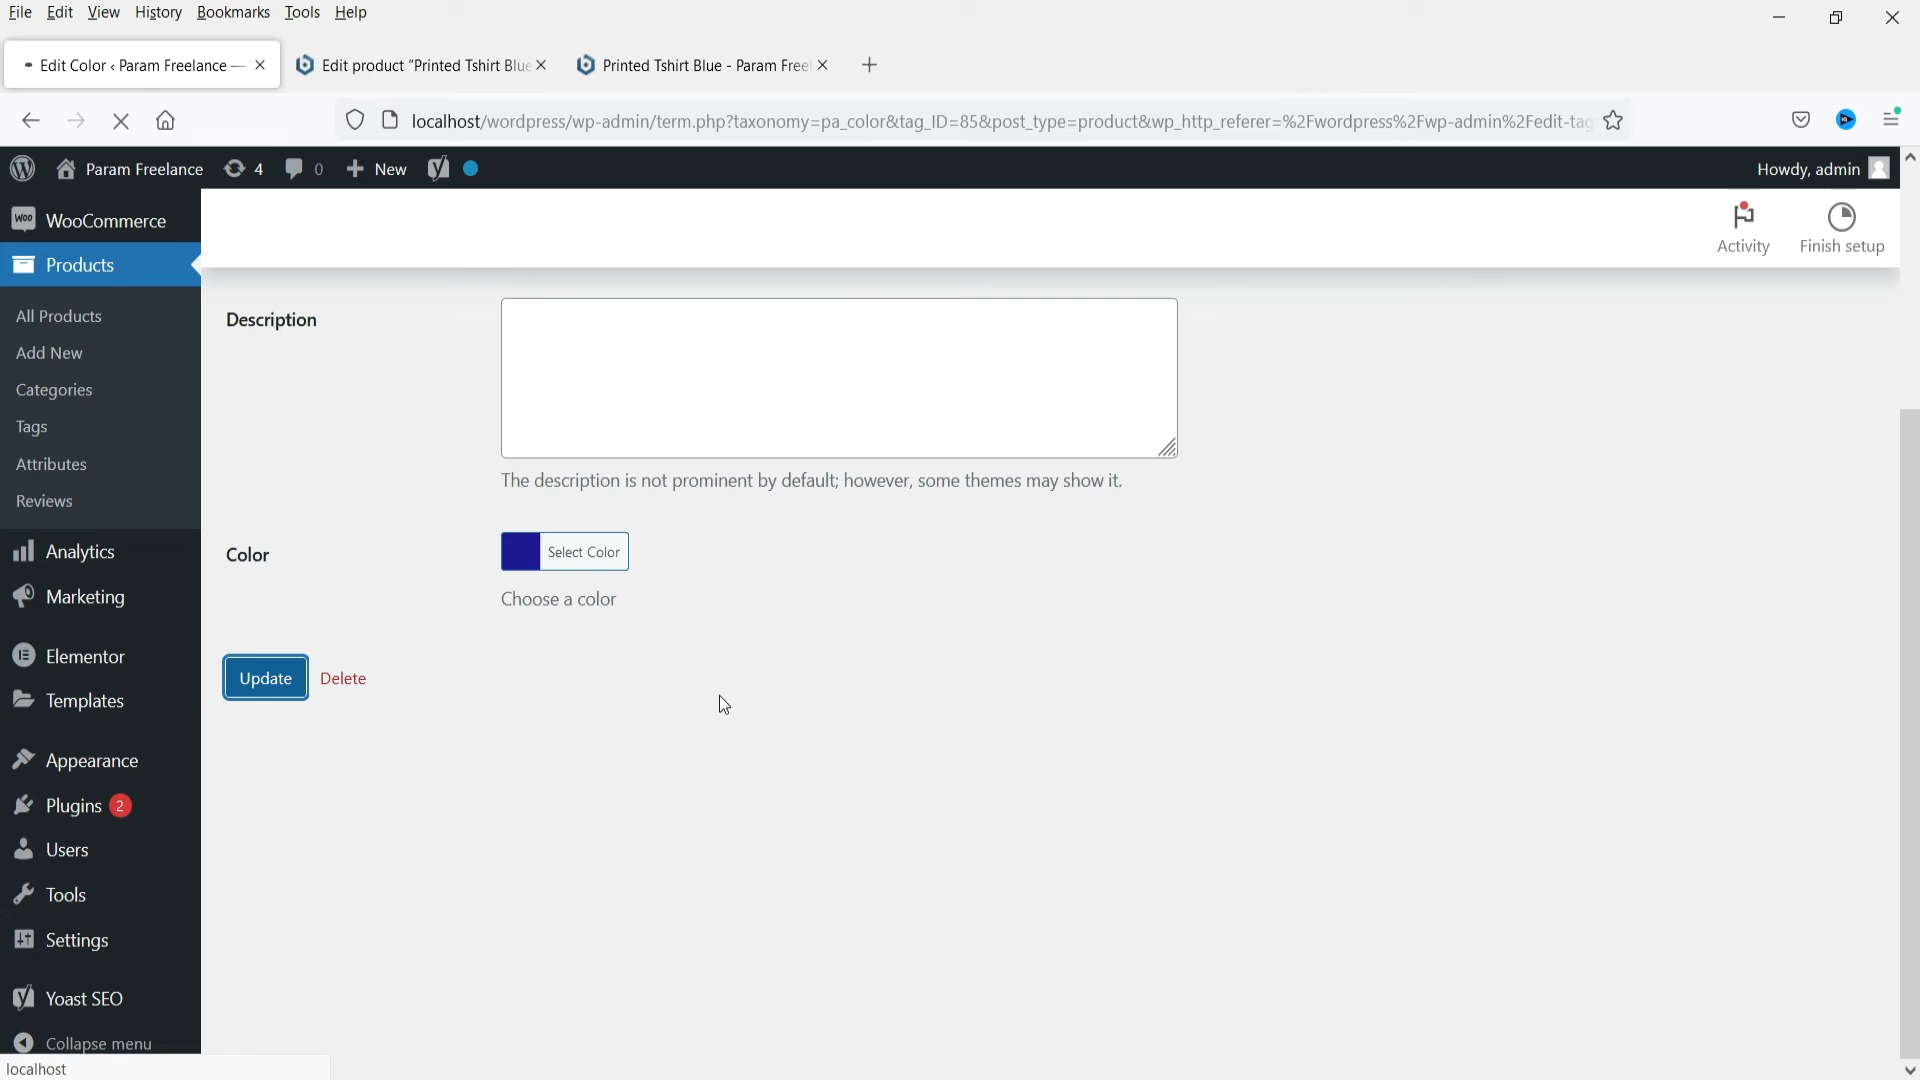 File Edit View History Bookmarks Tools Help
Edit Color ‹ Param Freelance —
Edit product “Printed Tshirt Blue
Printed Tshirt Blue - Param Free
localhost/wordpress/wp-admin/term.php?taxonomy=pa_color&tag_ID=85&post_type=product&wp_http_referer=%2Fwordpress%2Fwp-admin%2Fedit-tag
Param Freelance 4 0 New Howdy, admin
WooCommerce
Activity
Finish setup
Products
All Products
Add New
Categories
Tags
Attributes
Reviews
Analytics
Marketing
Elementor
Templates
Appearance
Plugins 2
Users
Tools
Settings
Yoast SEO
Collapse menu
Description
The description is not prominent by default; however, some themes may show it.
Color
Select Color
Choose a color
Update Delete
localhost